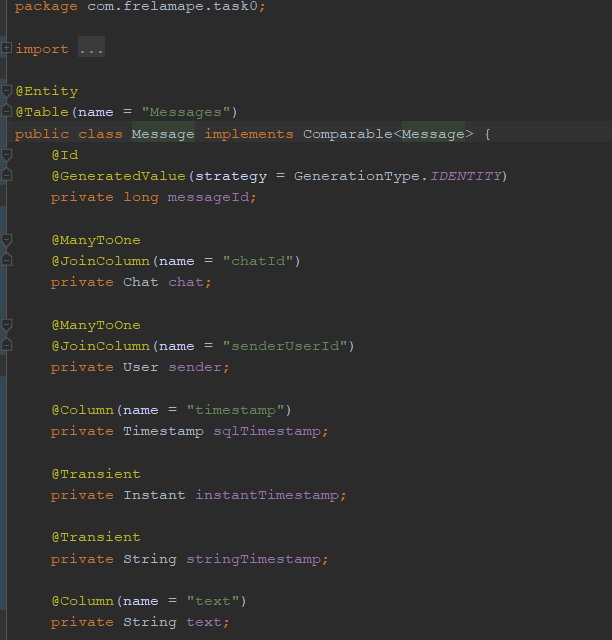 package com.frelamape.task0;
import ...
@Entity
@Table(name = "Messages")
public class Message implements Comparable<Message> {
@Id
@GeneratedValue(strategy = GenerationType.IDENTITY)
private long messageId;
@ManyToOne
@JoinColumn(name = "chatId")
private Chat chat;
@ManyToOne
@JoinColumn(name = "senderUserId")
private User sender;
@Column(name = "timestamp")
private Timestamp sqlTimestamp;
@Transient
private Instant instantTimestamp;
@Transient
private String stringTimestamp;
@Column(name = "text")
private String text;